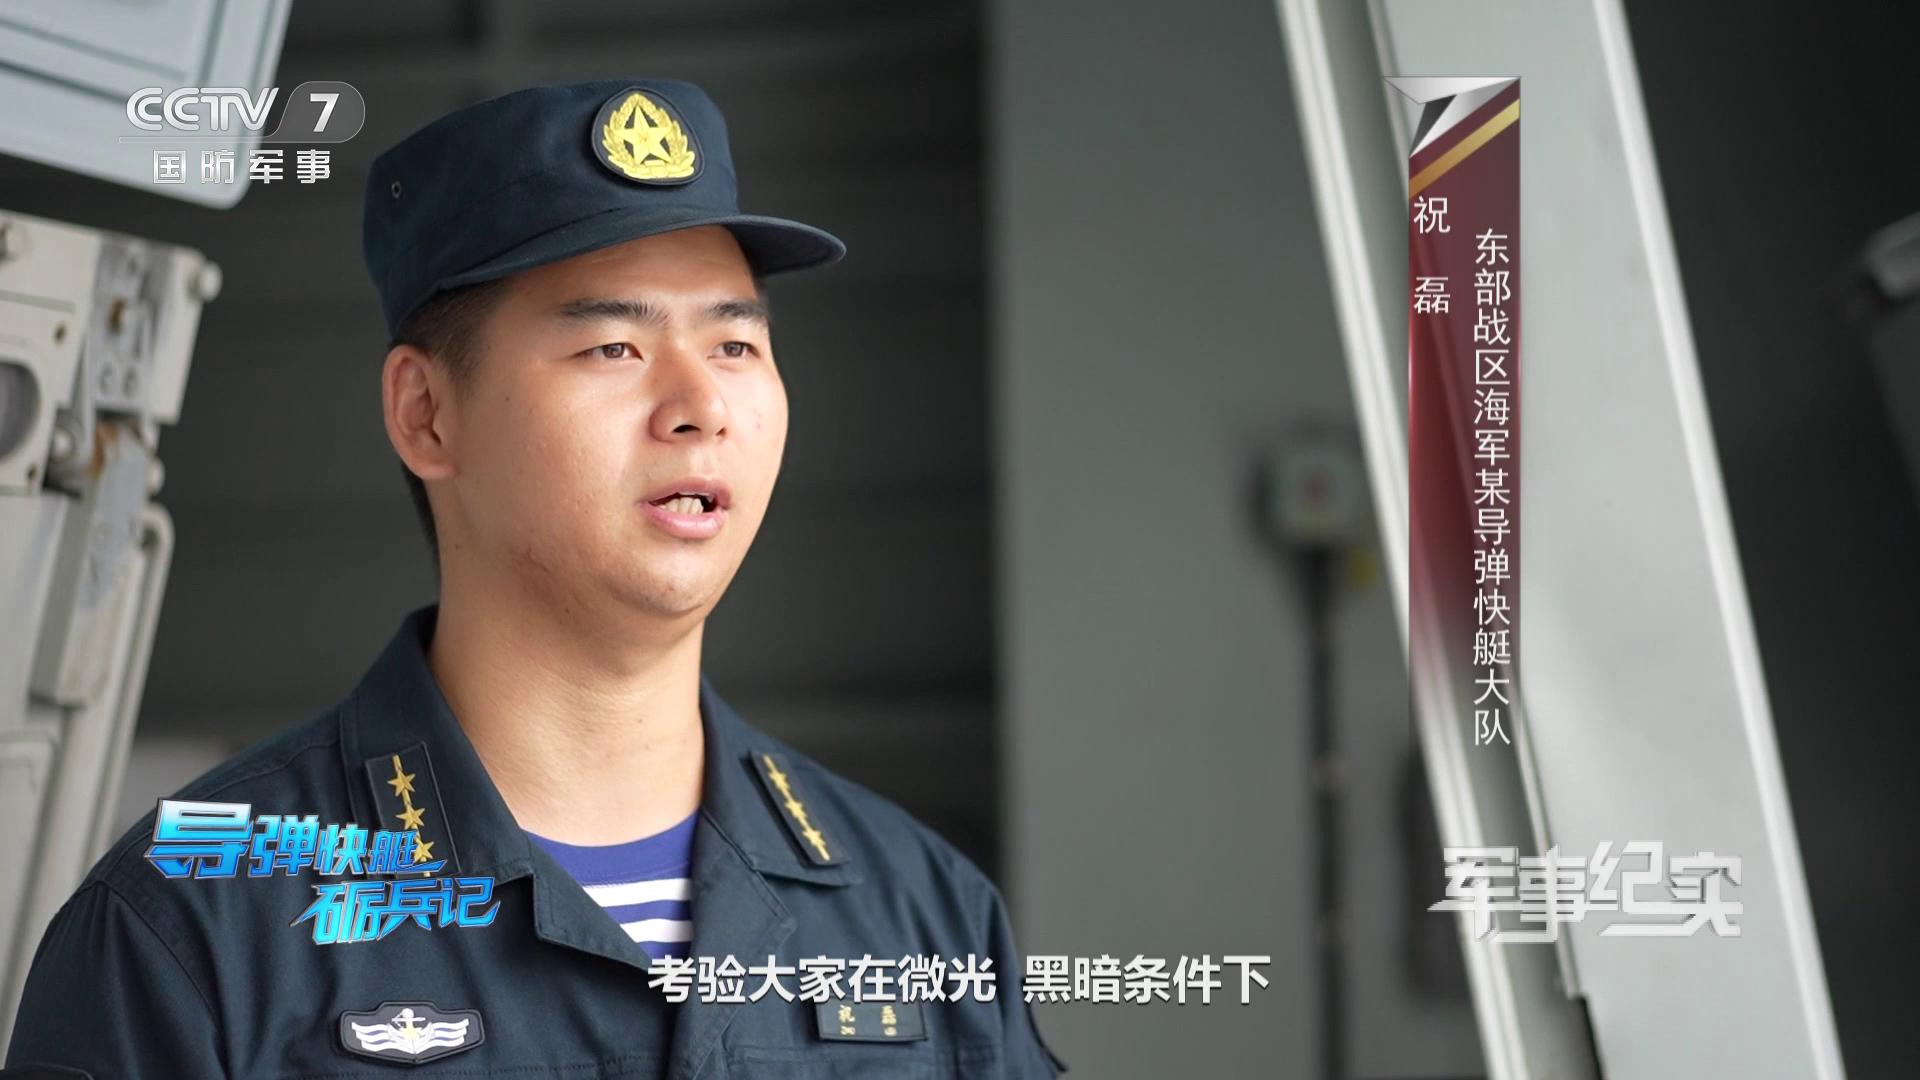 CCTV 7
国防军事
祝磊
东部战区海军某导弹快艇大队
导弹快艇
砺兵记
军事纪实
考验大家在微光 黑暗条件下
祝磊